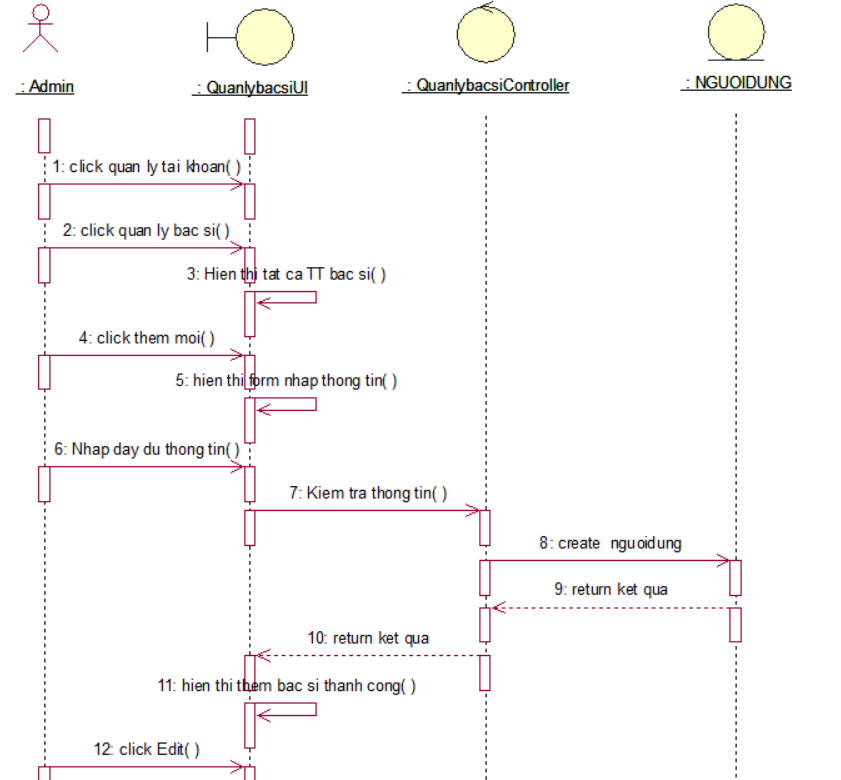 : Admin
: QuanlybacsiUI
: QuanlybacsiController
: NGUOIDUNG
1: click quan ly tai khoan( )
2: click quan ly bac si( )
3: Hien thi tat ca TT bac si( )
4: click them moi( )
5: hien thi form nhap thong tin( )
6: Nhap day du thong tin( )
7: Kiem tra thong tin( )
8: create nguoidung
9: return ket qua
10: return ket qua
11: hien thi them bac si thanh cong( )
12: click Edit( )